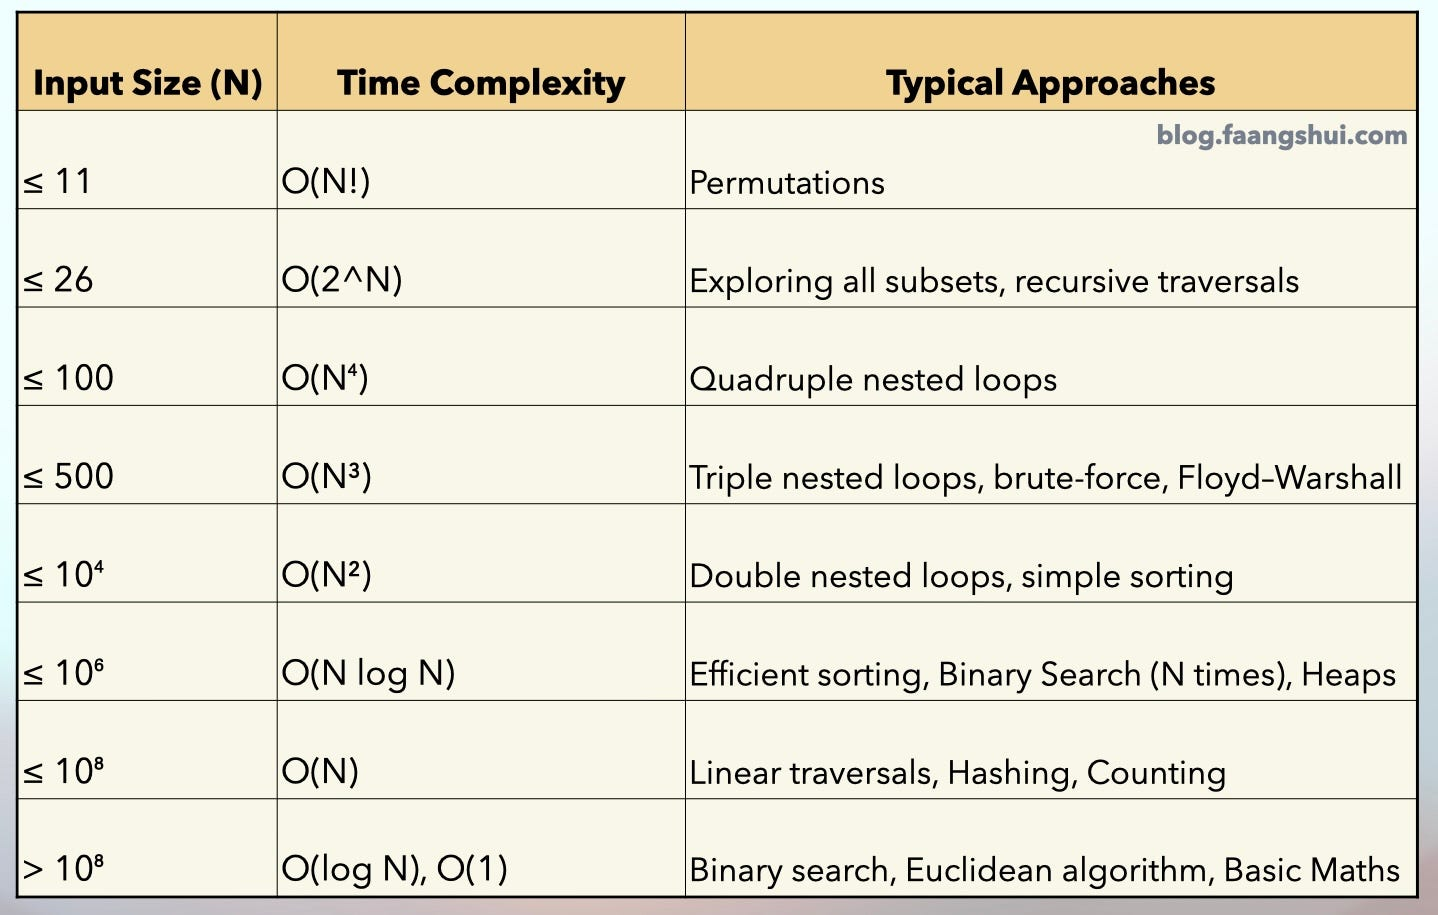 Input Size (N) Time Complexity Typical Approaches
blog.faangshui.com
≤ 11 O(N!) Permutations
≤ 26 O(2^N) Exploring all subsets, recursive traversals
≤ 100 O(N⁴) Quadruple nested loops
≤ 500 O(N³) Triple nested loops, brute-force, Floyd–Warshall
≤ 10⁴ O(N²) Double nested loops, simple sorting
≤ 10⁶ O(N log N) Efficient sorting, Binary Search (N times), Heaps
≤ 10⁸ O(N) Linear traversals, Hashing, Counting
> 10⁸ O(log N), O(1) Binary search, Euclidean algorithm, Basic Maths